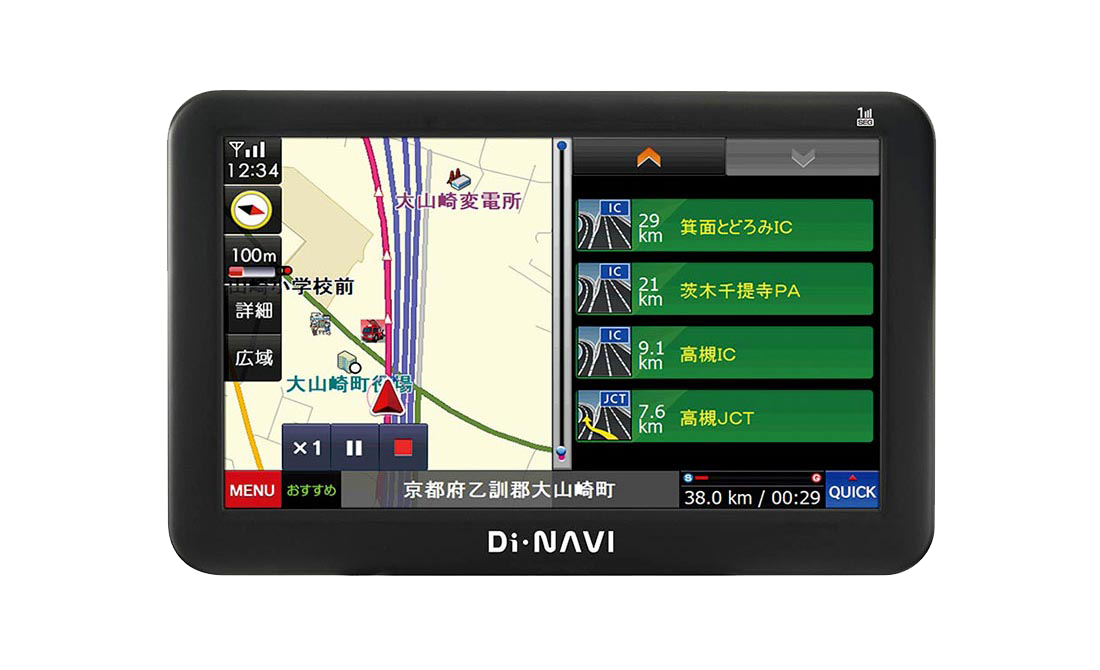 1
SEG
12:34
100m
詳細
広域
大山崎変電所
山崎小学校前
大山崎町役場
×1
IC
29
km
箕面とどろみIC
IC
21
km
茨木千提寺PA
IC
9.1
km
高槻IC
JCT
7.6
km
高槻JCT
MENU
おすすめ
京都府乙訓郡大山崎町
S
G
38.0 km / 00:29
QUICK
Di・NAVI